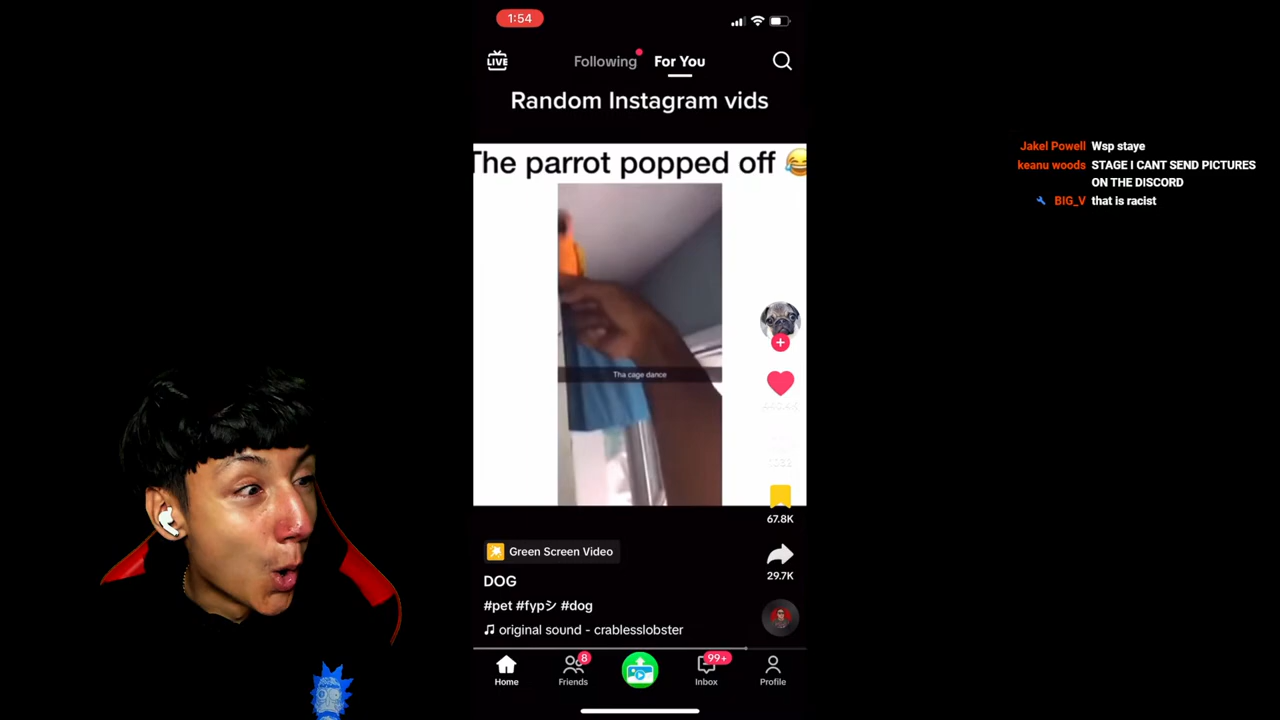 1:54
LIVE
Following
For You
Random Instagram vids
The parrot popped off 😂
Tha cage dance
67.8K
29.7K
Green Screen Video
DOG
#pet #fypシ #dog
original sound - crablesslobster
8
99+
Home
Friends
Inbox
Profile
Jakel Powell Wsp staye
keanu woods STAGE I CANT SEND PICTURES
ON THE DISCORD
BIG_V that is racist